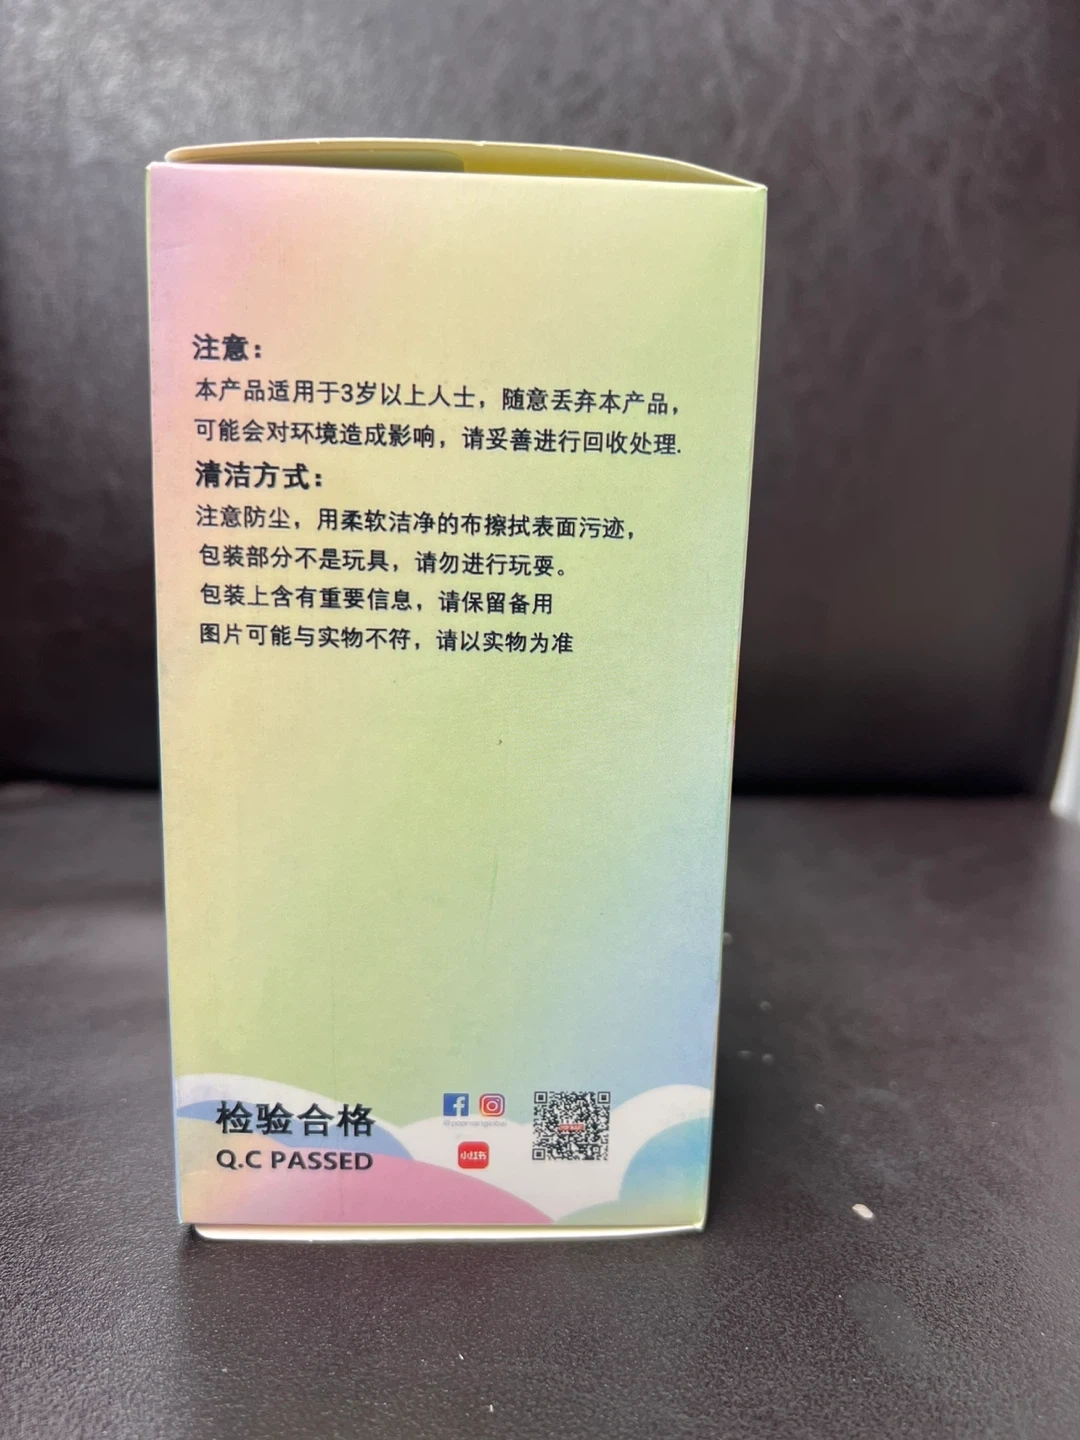 注意：
本产品适用于3岁以上人士，随意丢弃本产品，
可能会对环境造成影响，请妥善进行回收处理.
清洁方式：
注意防尘，用柔软洁净的布擦拭表面污迹，
包装部分不是玩具，请勿进行玩耍。
包装上含有重要信息，请保留备用
图片可能与实物不符，请以实物为准
检验合格
Q.C PASSED
小红书